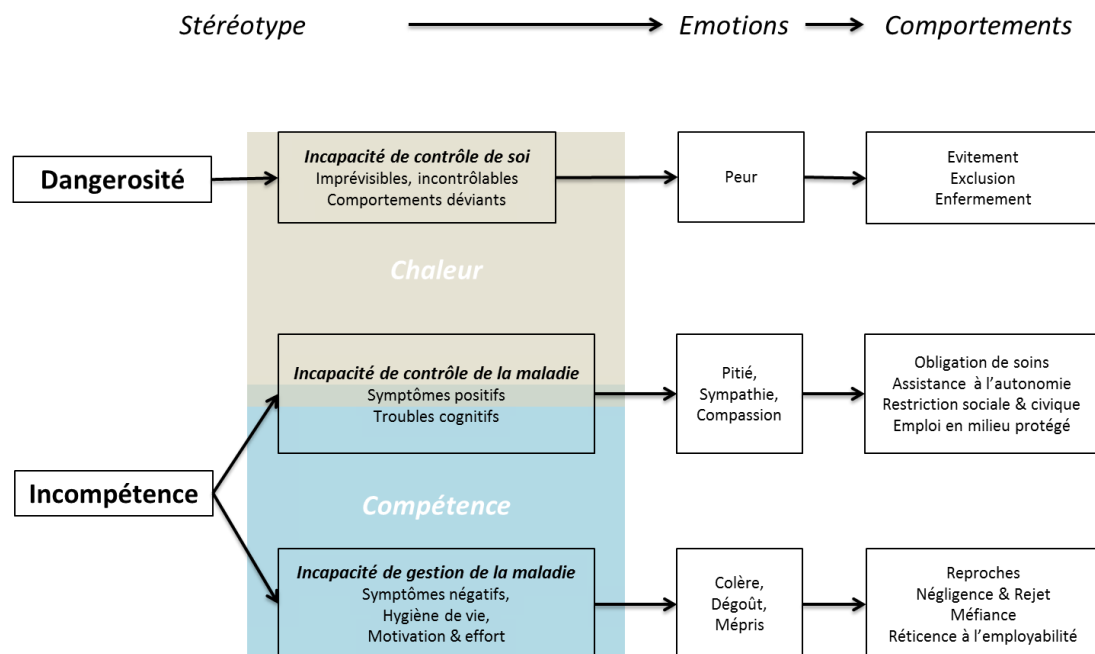 Stéréotype
Emotions
Comportements
Dangerosité
Incapacité de contrôle de soi
Imprévisibles, incontrôlables
Comportements déviants
Peur
Evitement
Exclusion
Enfermement
Chaleur
Incapacité de contrôle de la maladie
Symptômes positifs
Troubles cognitifs
Pitié,
Sympathie,
Compassion
Obligation de soins
Assistance à l'autonomie
Restriction sociale & civique
Emploi en milieu protégé
Incompétence
Compétence
Incapacité de gestion de la maladie
Symptômes négatifs,
Hygiène de vie,
Motivation & effort
Colère,
Dégoût,
Mépris
Reproches
Négligence & Rejet
Méfiance
Réticence à l'employabilité